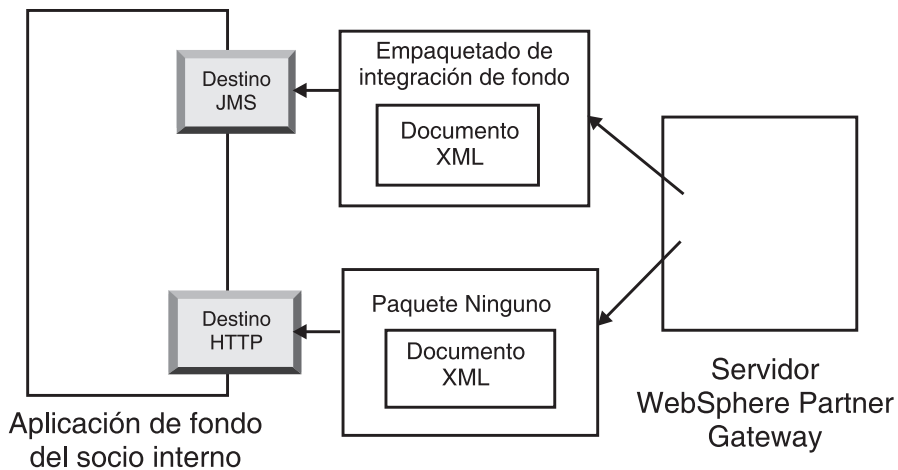 Destino
JMS
Empaquetado de
integración de fondo
Documento
XML
Destino
HTTP
Paquete Ninguno
Documento
XML
Aplicación de fondo
del socio interno
Servidor
WebSphere Partner
Gateway